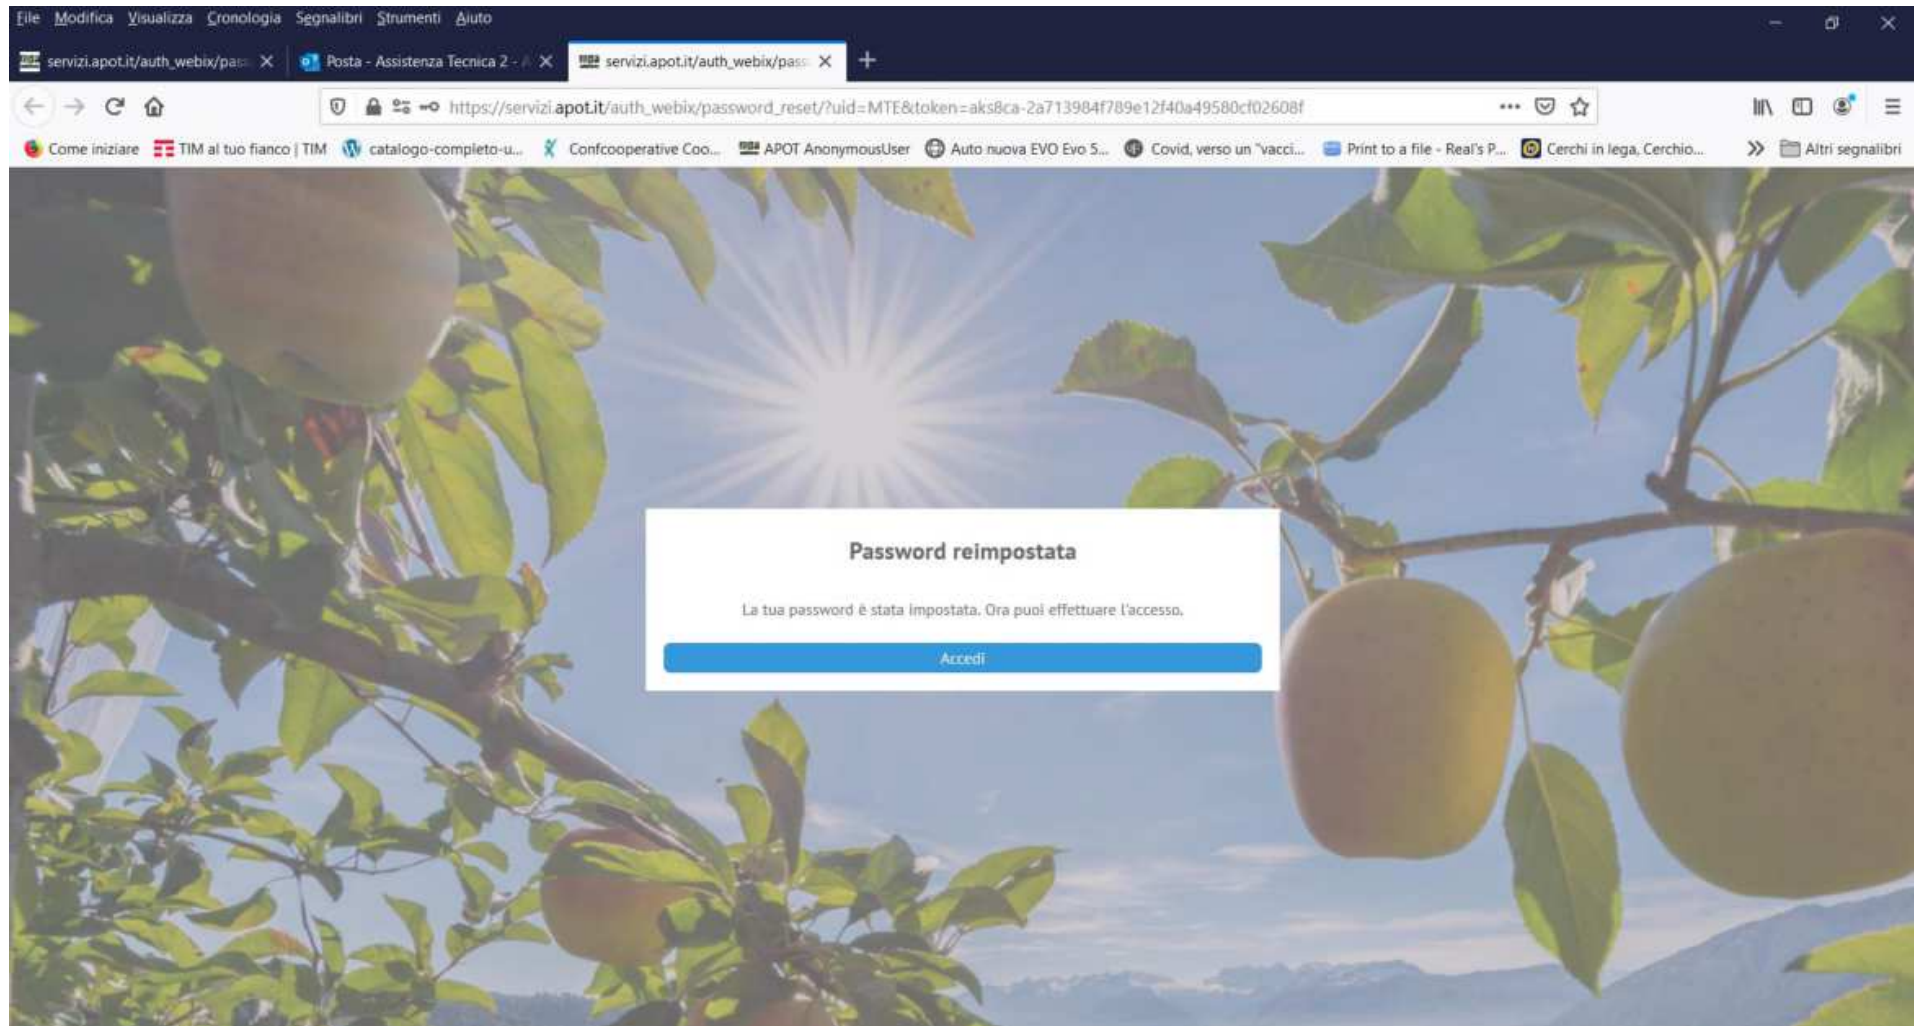 File Modifica Visualizza Cronologia Segnalibri Strumenti Aiuto
servizi.apot.it/auth_webix/pass Posta - Assistenza Tecnica 2 - A servizi.apot.it/auth_webix/pass
https://servizi.apot.it/auth_webix/password_reset/?uid=MTE&token=aks8ca-2a713984f789e12f40a49580cf02608f
Come iniziare TIM al tuo fianco | TIM catalogo-completo-u... Confcooperative Coo... APOT AnonymousUser Auto nuova EVO Evo 5... Covid, verso un "vacci... Print to a file - Real's P... Cerchi in lega, Cerchio... Altri segnalibri
Password reimpostata
La tua password è stata impostata. Ora puoi effettuare l'accesso.
Accedi